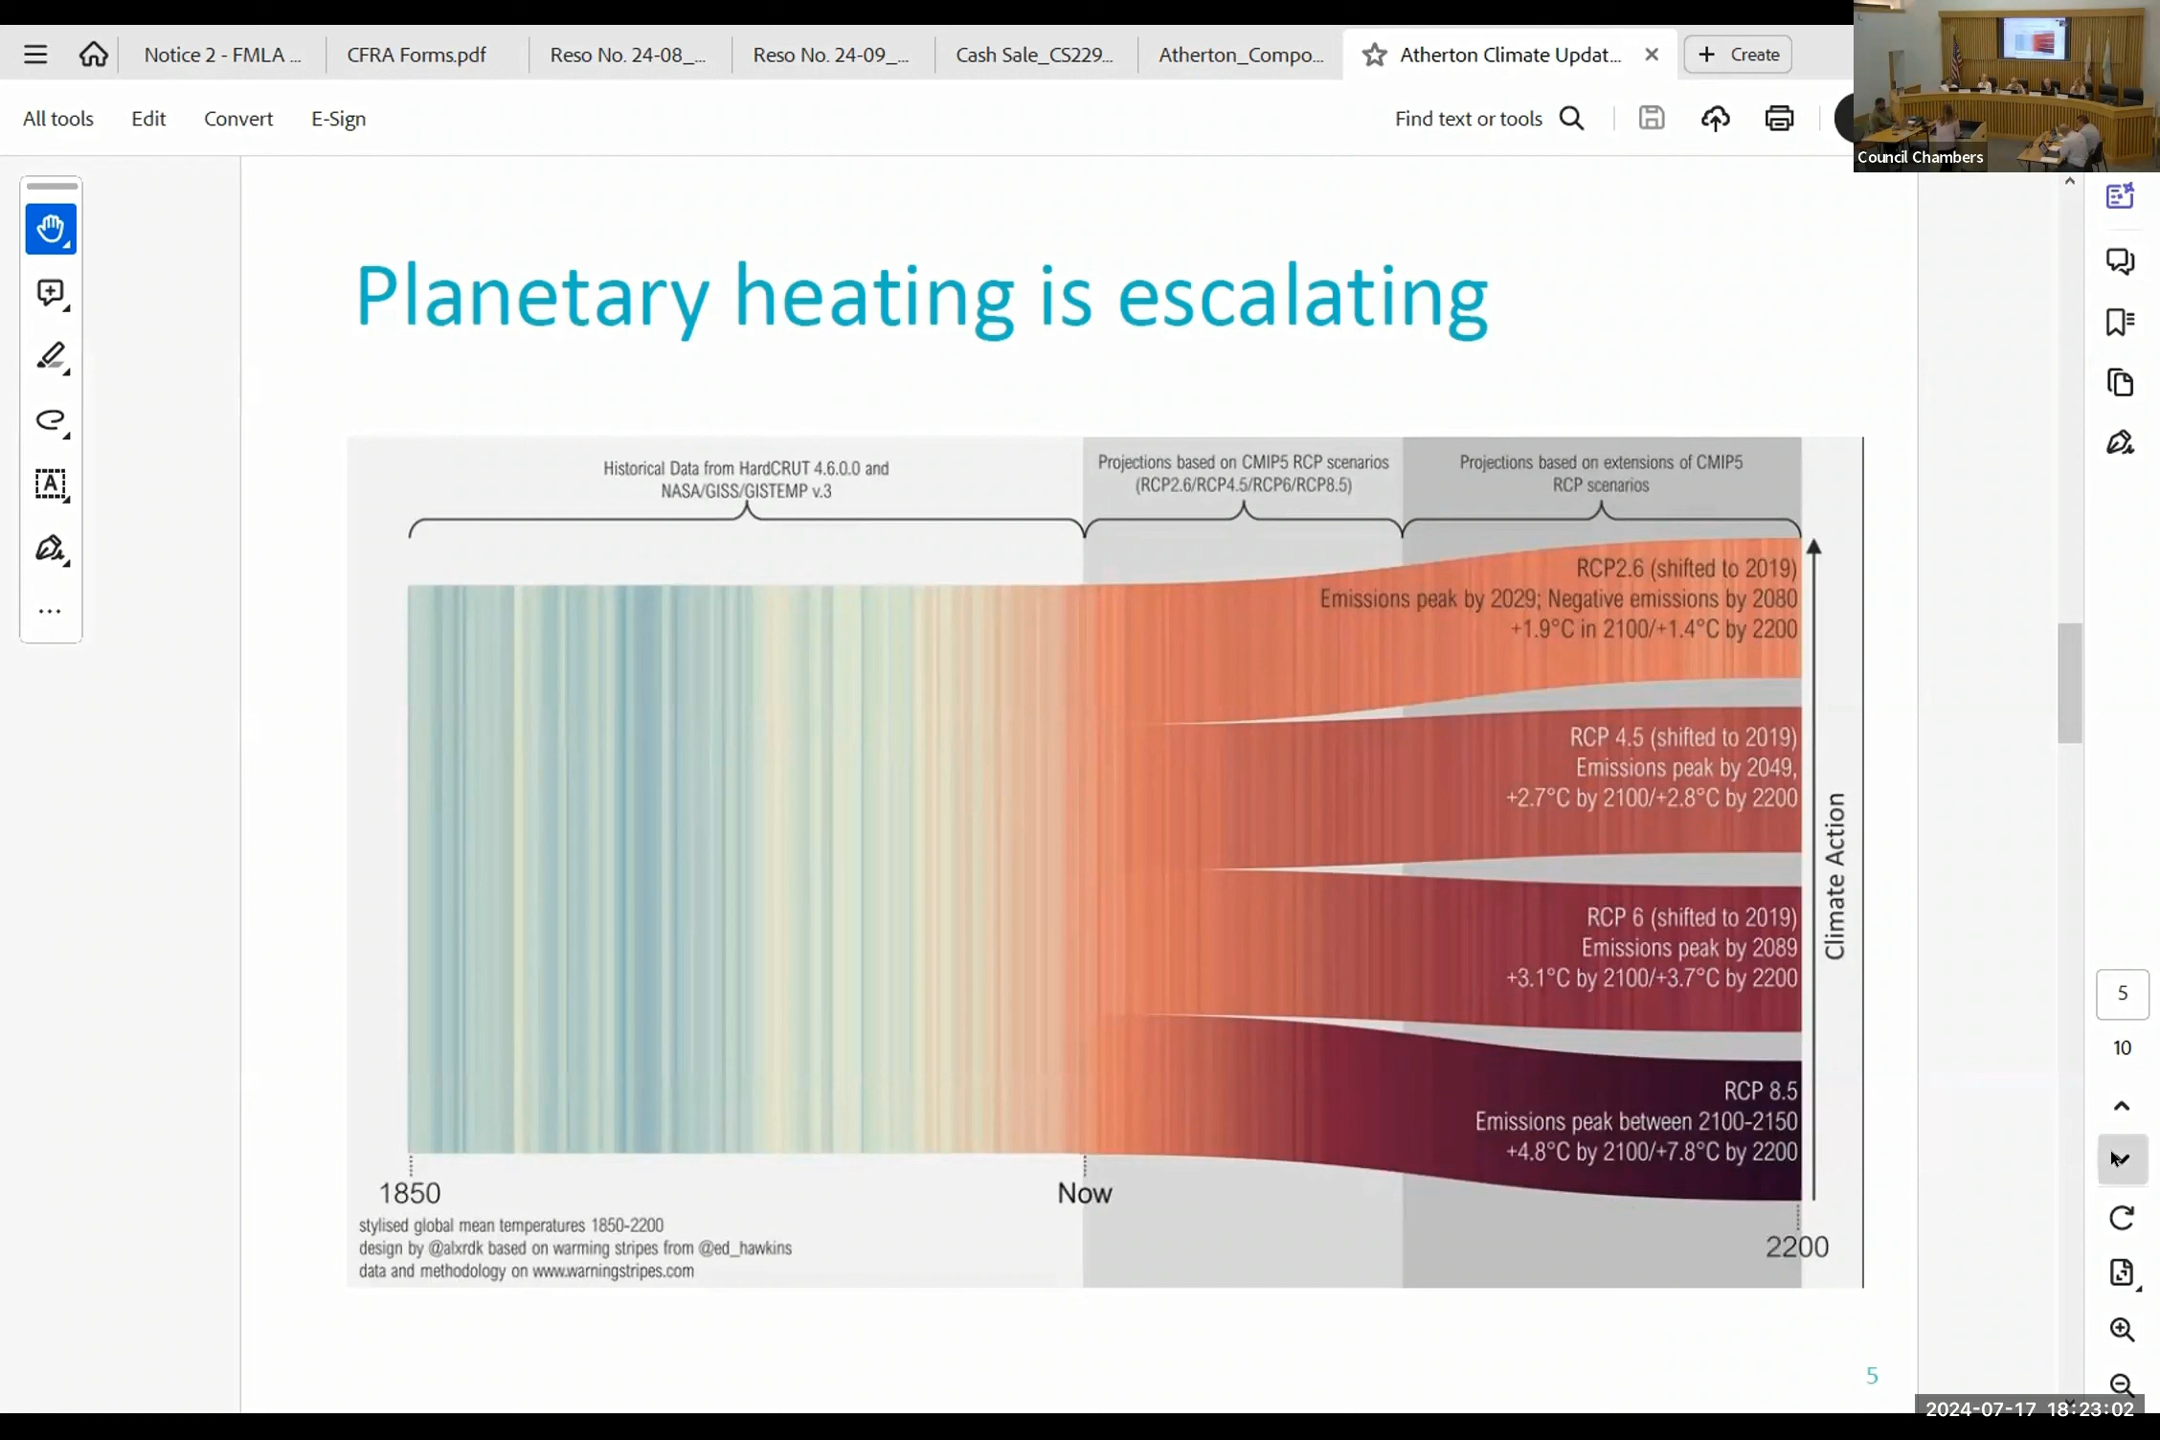 Notice 2 - FMLA ...
CFRA Forms.pdf
Reso No. 24-08_...
Reso No. 24-09_...
Cash Sale_CS229...
Atherton_Compo...
Atherton Climate Updat...
Create
All tools
Edit
Convert
E-Sign
Find text or tools
Council Chambers
Planetary heating is escalating
Historical Data from HardCRUT 4.6.0.0 and
NASA/GISS/GISTEMP v.3
Projections based on CMIP5 RCP scenarios
(RCP2.6/RCP4.5/RCP6/RCP8.5)
Projections based on extensions of CMIP5
RCP scenarios
RCP2.6 (shifted to 2019)
Emissions peak by 2029; Negative emissions by 2080
+1.9°C in 2100/+1.4°C by 2200
RCP 4.5 (shifted to 2019)
Emissions peak by 2049,
+2.7°C by 2100/+2.8°C by 2200
RCP 6 (shifted to 2019)
Emissions peak by 2089
+3.1°C by 2100/+3.7°C by 2200
RCP 8.5
Emissions peak between 2100-2150
+4.8°C by 2100/+7.8°C by 2200
Climate Action
1850
Now
2200
stylised global mean temperatures 1850-2200
design by @alxrdk based on warming stripes from @ed_hawkins
data and methodology on www.warningstripes.com
5
5
10
2024-07-17 18:23:02